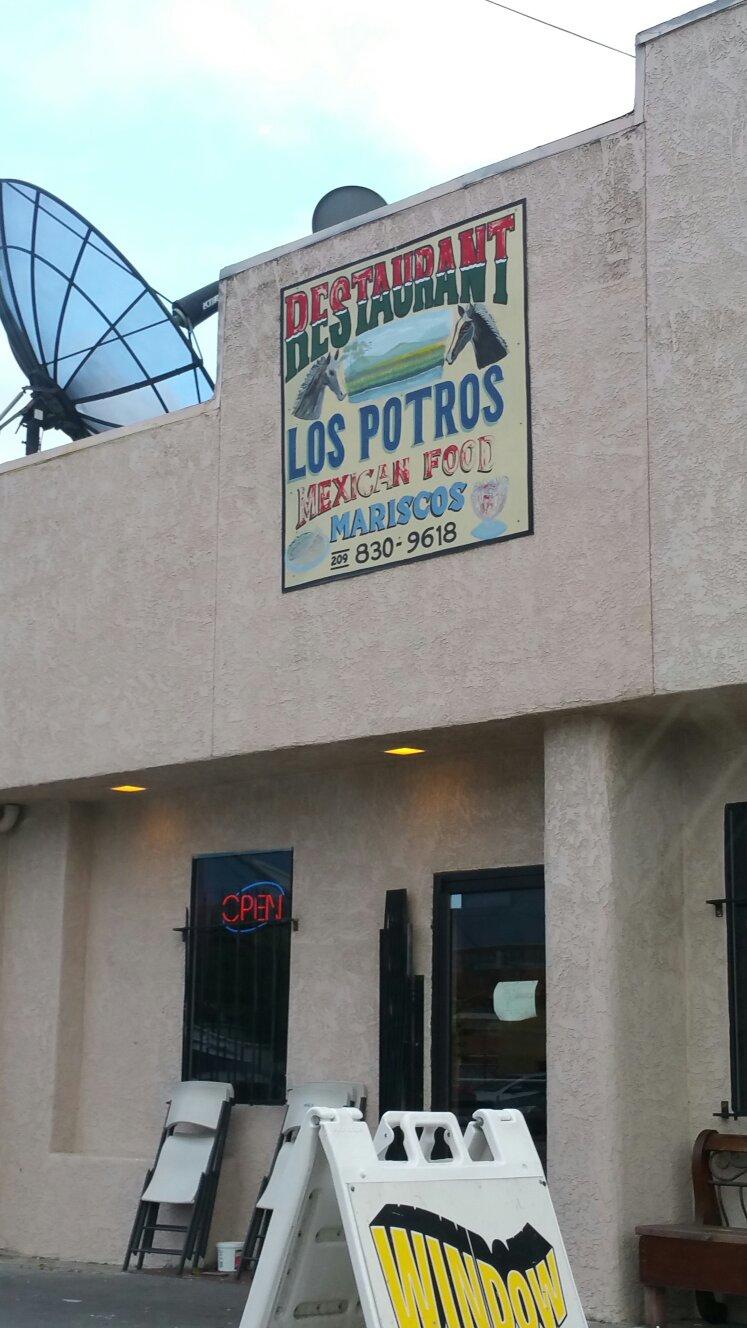 RESTAURANT
LOS POTROS
MEXICAN FOOD
MARISCOS
209 830-9618
OPEN
WINDOW